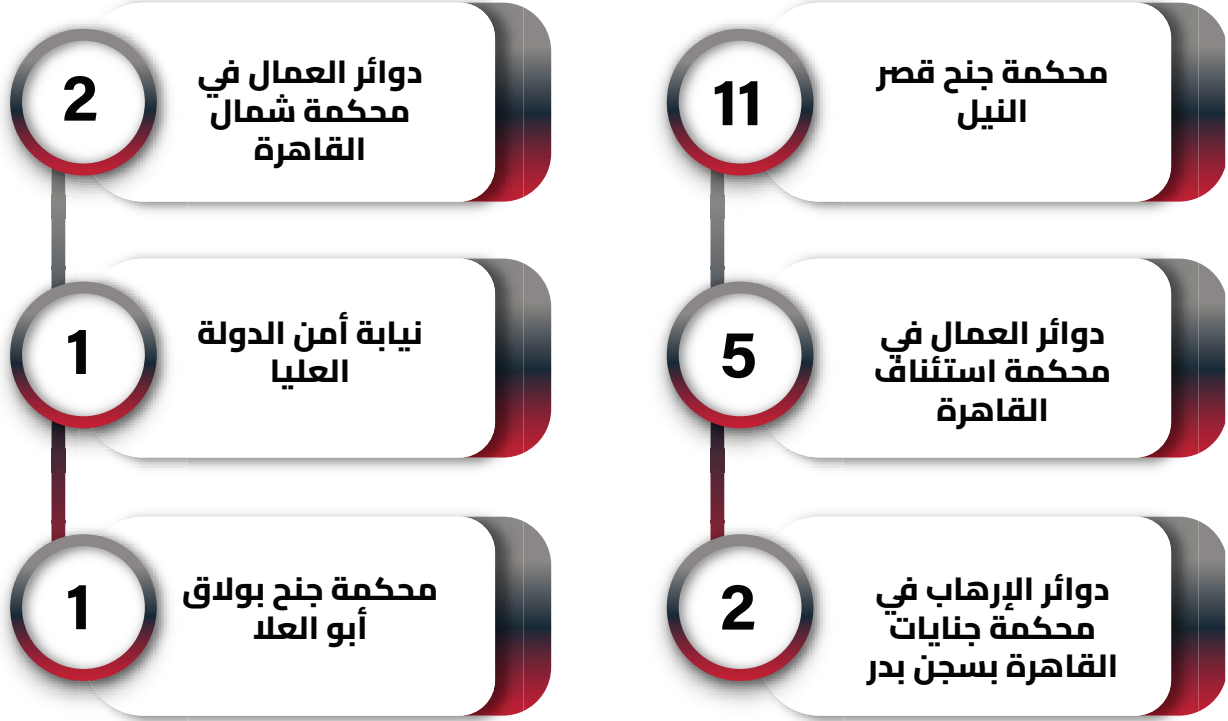 11
محكمة جنح قصر
النيل
5
دوائر العمال في
محكمة استئناف
القاهرة
2
دوائر الإرهاب في
محكمة جنايات
القاهرة بسجن بدر
2
دوائر العمال في
محكمة شمال
القاهرة
1
نيابة أمن الدولة
العليا
1
محكمة جنح بولاق
أبو العلا